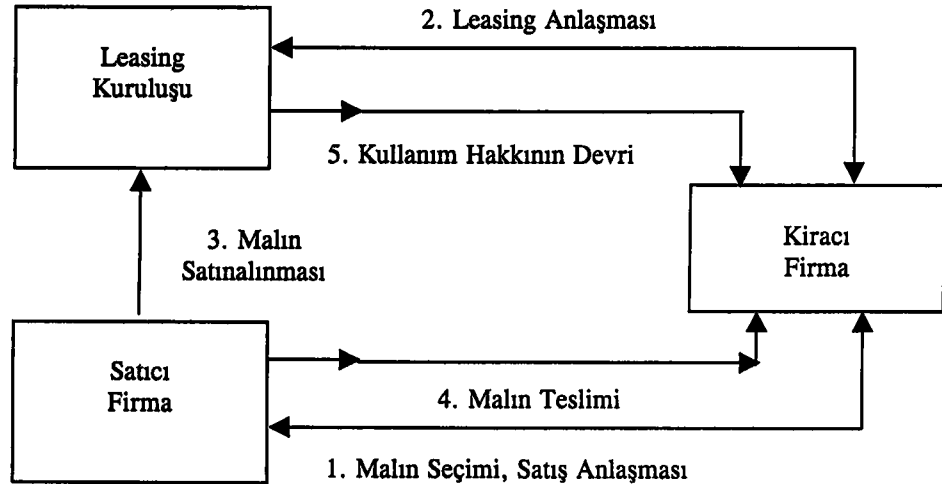 2. Leasing Anlaşması
Leasing
Kuruluşu
5. Kullanım Hakkının Devri
3. Malın
Satınalınması
Kiracı
Firma
Satıcı
Firma
4. Malın Teslimi
1. Malın Seçimi, Satış Anlaşması